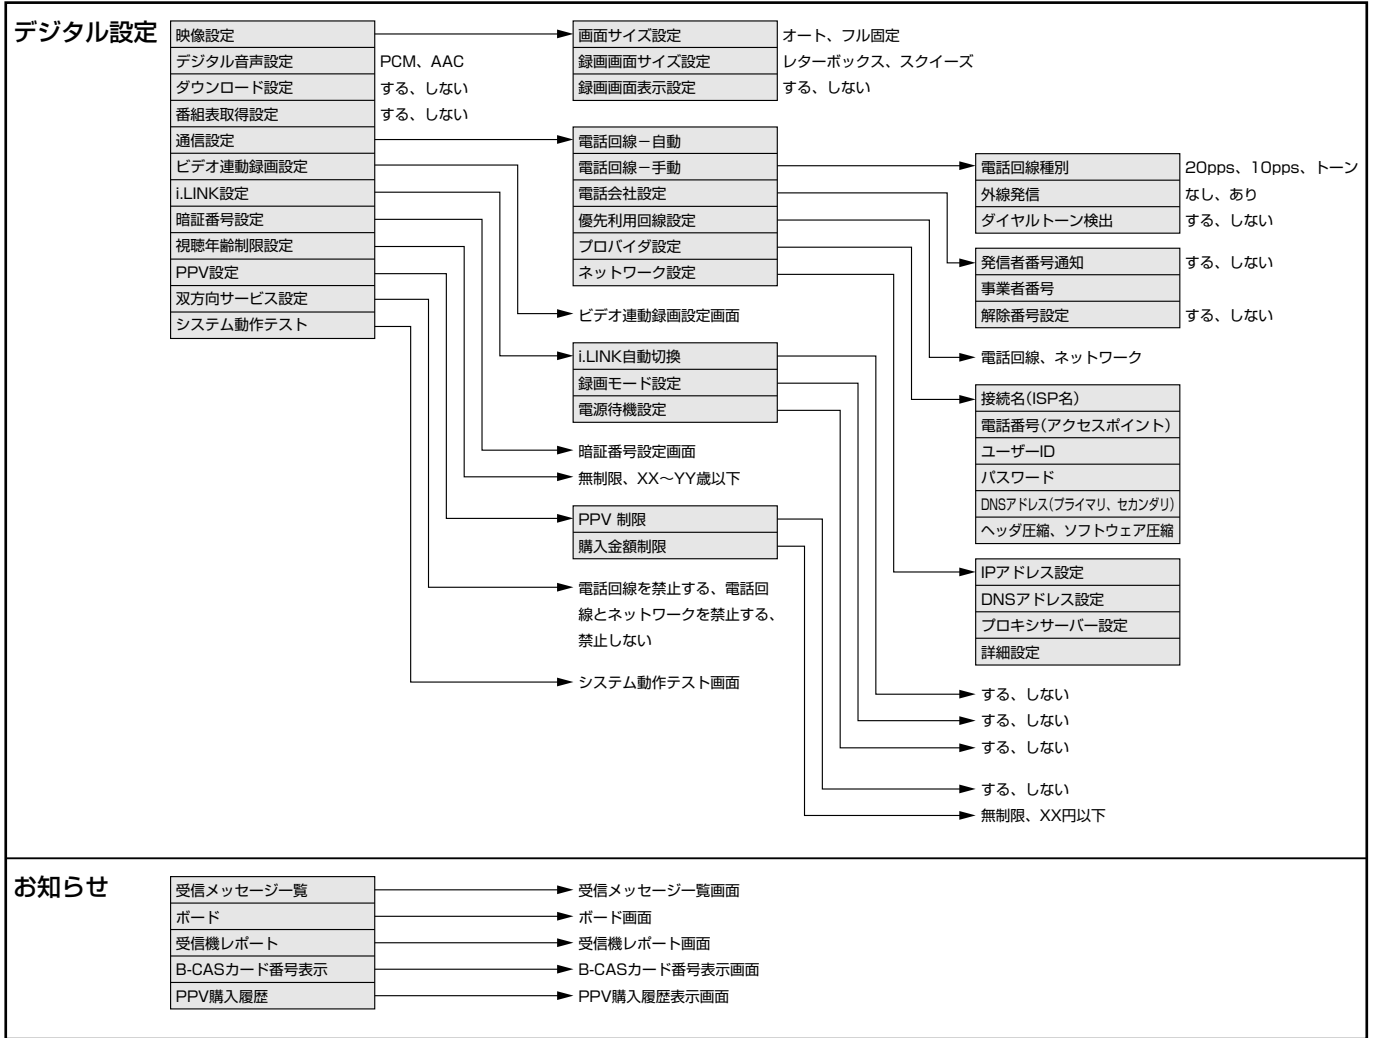 デジタル設定
映像設定
デジタル音声設定 PCM、AAC
ダウンロード設定 する、しない
番組表取得設定 する、しない
通信設定
ビデオ連動録画設定
i.LINK設定
暗証番号設定
視聴年齢制限設定
PPV設定
双方向サービス設定
システム動作テスト
画面サイズ設定 オート、フル固定
録画画面サイズ設定 レターボックス、スクイーズ
録画画面表示設定 する、しない
電話回線－自動
電話回線－手動
電話会社設定
優先利用回線設定
プロバイダ設定
ネットワーク設定
ビデオ連動録画設定画面
i.LINK自動切換
録画モード設定
電源待機設定
暗証番号設定画面
無制限、XX～YY歳以下
PPV 制限
購入金額制限
電話回線を禁止する、電話回
線とネットワークを禁止する、
禁止しない
システム動作テスト画面
電話回線種別 20pps、10pps、トーン
外線発信 なし、あり
ダイヤルトーン検出 する、しない
発信者番号通知 する、しない
事業者番号
解除番号設定 する、しない
電話回線、ネットワーク
接続名(ISP名)
電話番号(アクセスポイント)
ユーザーID
パスワード
DNSアドレス(プライマリ、セカンダリ)
ヘッダ圧縮、ソフトウェア圧縮
IPアドレス設定
DNSアドレス設定
プロキシサーバー設定
詳細設定
する、しない
する、しない
する、しない
する、しない
無制限、XX円以下
お知らせ
受信メッセージ一覧 受信メッセージ一覧画面
ボード ボード画面
受信機レポート 受信機レポート画面
B-CASカード番号表示 B-CASカード番号表示画面
PPV購入履歴 PPV購入履歴表示画面